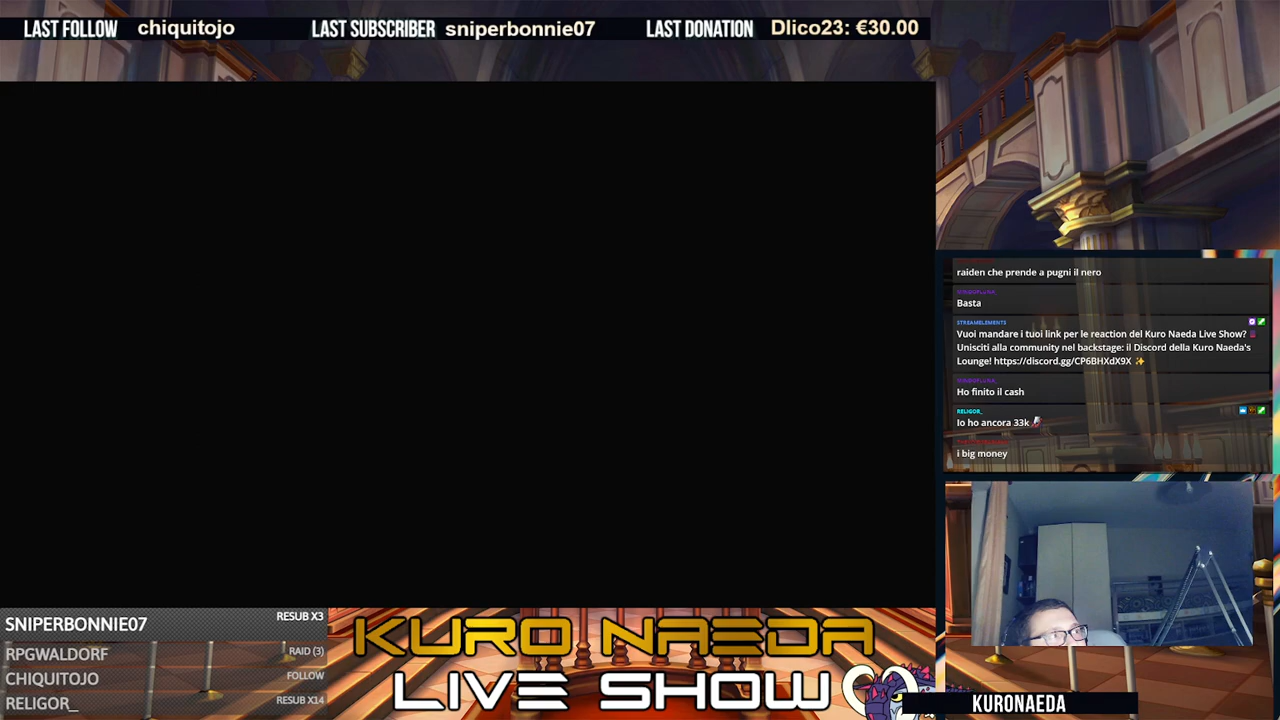 LAST FOLLOW chiquitojo LAST SUBSCRIBER sniperbonnie07 LAST DONATION Dlico23: €30.00
raiden che prende a pugni il nero
Basta
STREAMELEMENTS
Vuoi mandare i tuoi link per le reaction del Kuro Naeda Live Show?
Unisciti alla community nel backstage: il Discord della Kuro Naeda's
Lounge! https://discord.gg/CP6BHXdX9X ✨
Ho finito il cash
RELIGOR_
Io ho ancora 33k
i big money
SNIPERBONNIE07 RESUB X3
RPGWALDORF RAID (3)
CHIQUITOJO FOLLOW
RELIGOR_ RESUB X14
KURO NAEDA
LIVE SHOW
KURONAEDA